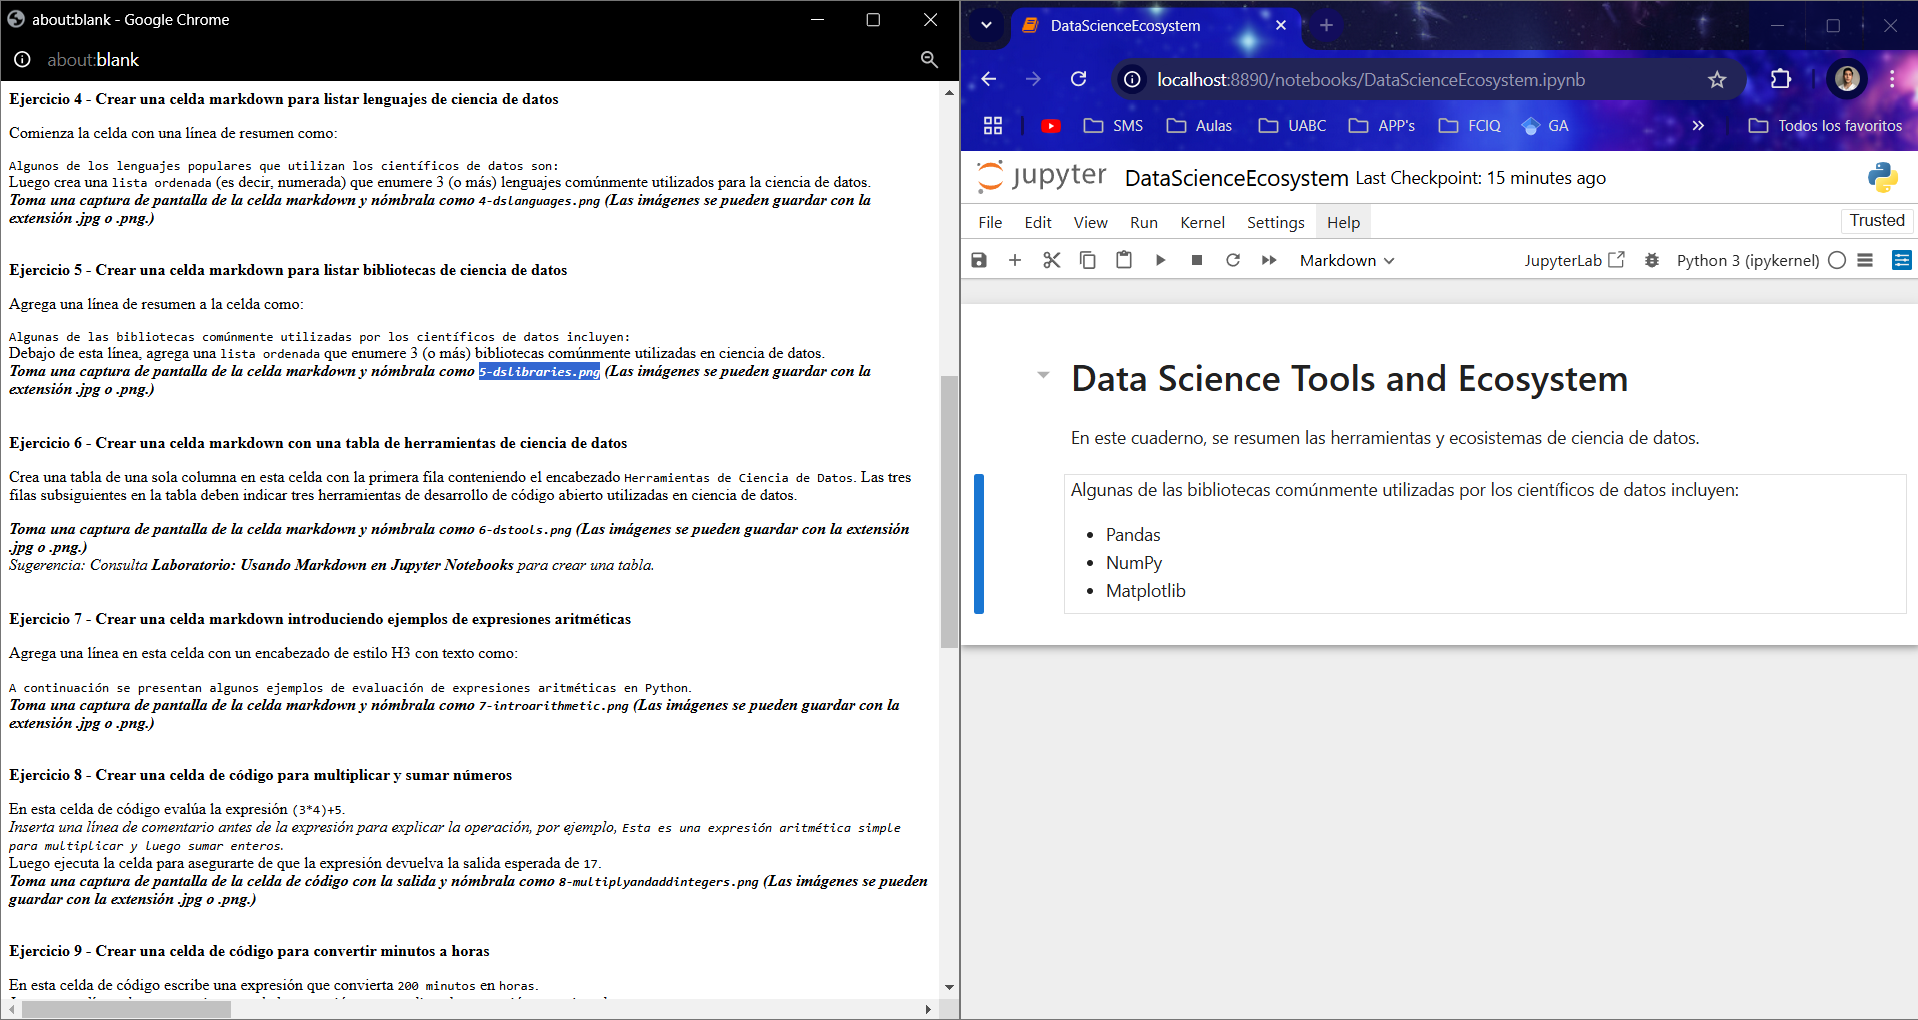 about:blank - Google Chrome
about:blank
Ejercicio 4 - Crear una celda markdown para listar lenguajes de ciencia de datos
Comienza la celda con una línea de resumen como:
Algunos de los lenguajes populares que utilizan los científicos de datos son:
Luego crea una lista ordenada (es decir, numerada) que enumere 3 (o más) lenguajes comúnmente utilizados para la ciencia de datos.
Toma una captura de pantalla de la celda markdown y nómbrala como 4-dslanguages.png (Las imágenes se pueden guardar con la
extensión .jpg o .png.)
Ejercicio 5 - Crear una celda markdown para listar bibliotecas de ciencia de datos
Agrega una línea de resumen a la celda como:
Algunas de las bibliotecas comúnmente utilizadas por los científicos de datos incluyen:
Debajo de esta línea, agrega una lista ordenada que enumere 3 (o más) bibliotecas comúnmente utilizadas en ciencia de datos.
Toma una captura de pantalla de la celda markdown y nómbrala como 5-dslibraries.png (Las imágenes se pueden guardar con la
extensión .jpg o .png.)
Ejercicio 6 - Crear una celda markdown con una tabla de herramientas de ciencia de datos
Crea una tabla de una sola columna en esta celda con la primera fila conteniendo el encabezado Herramientas de Ciencia de Datos. Las tres
filas subsiguientes en la tabla deben indicar tres herramientas de desarrollo de código abierto utilizadas en ciencia de datos.
Toma una captura de pantalla de la celda markdown y nómbrala como 6-dstools.png (Las imágenes se pueden guardar con la extensión
.jpg o .png.)
Sugerencia: Consulta Laboratorio: Usando Markdown en Jupyter Notebooks para crear una tabla.
Ejercicio 7 - Crear una celda markdown introduciendo ejemplos de expresiones aritméticas
Agrega una línea en esta celda con un encabezado de estilo H3 con texto como:
A continuación se presentan algunos ejemplos de evaluación de expresiones aritméticas en Python.
Toma una captura de pantalla de la celda markdown y nómbrala como 7-introarithmetic.png (Las imágenes se pueden guardar con la
extensión .jpg o .png.)
Ejercicio 8 - Crear una celda de código para multiplicar y sumar números
En esta celda de código evalúa la expresión (3*4)+5.
Inserta una línea de comentario antes de la expresión para explicar la operación, por ejemplo, Esta es una expresión aritmética simple
para multiplicar y luego sumar enteros.
Luego ejecuta la celda para asegurarte de que la expresión devuelva la salida esperada de 17.
Toma una captura de pantalla de la celda de código con la salida y nómbrala como 8-multiplyandaddintegers.png (Las imágenes se pueden
guardar con la extensión .jpg o .png.)
Ejercicio 9 - Crear una celda de código para convertir minutos a horas
En esta celda de código escribe una expresión que convierta 200 minutos en horas.
DataScienceEcosystem
localhost:8890/notebooks/DataScienceEcosystem.ipynb
SMS
Aulas
UABC
APP's
FCIQ
GA
Todos los favoritos
jupyter DataScienceEcosystem Last Checkpoint: 15 minutes ago
File Edit View Run Kernel Settings Help Trusted
Markdown JupyterLab Python 3 (ipykernel)
Data Science Tools and Ecosystem
En este cuaderno, se resumen las herramientas y ecosistemas de ciencia de datos.
Algunas de las bibliotecas comúnmente utilizadas por los científicos de datos incluyen:
• Pandas
• NumPy
• Matplotlib